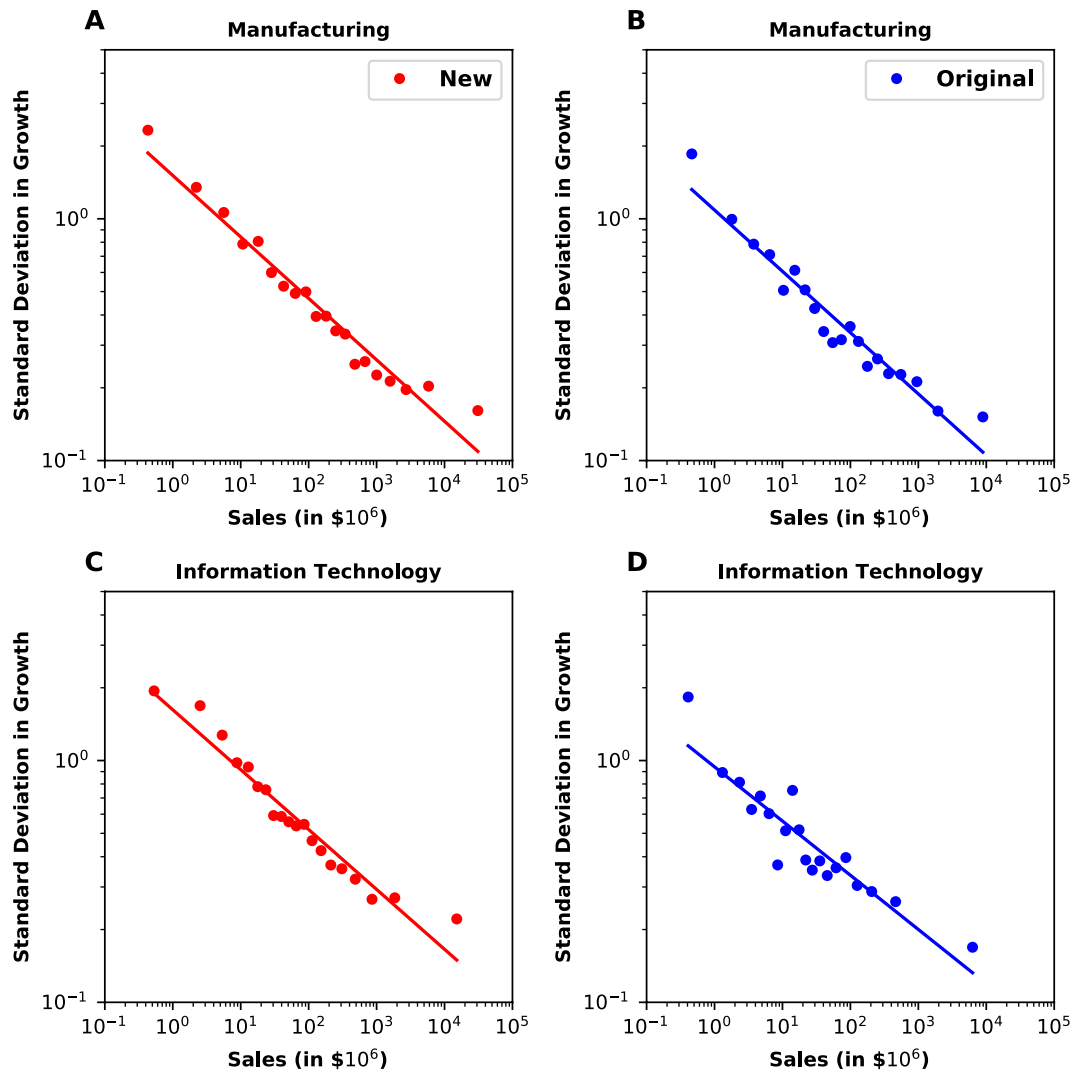 A
Manufacturing
New
Standard Deviation in Growth
10⁰
10⁻¹
10⁻¹ 10⁰ 10¹ 10² 10³ 10⁴ 10⁵
Sales (in $10⁶)
B
Manufacturing
Original
Standard Deviation in Growth
10⁰
10⁻¹
10⁻¹ 10⁰ 10¹ 10² 10³ 10⁴ 10⁵
Sales (in $10⁶)
C
Information Technology
Standard Deviation in Growth
10⁰
10⁻¹
10⁻¹ 10⁰ 10¹ 10² 10³ 10⁴ 10⁵
Sales (in $10⁶)
D
Information Technology
Standard Deviation in Growth
10⁰
10⁻¹
10⁻¹ 10⁰ 10¹ 10² 10³ 10⁴ 10⁵
Sales (in $10⁶)